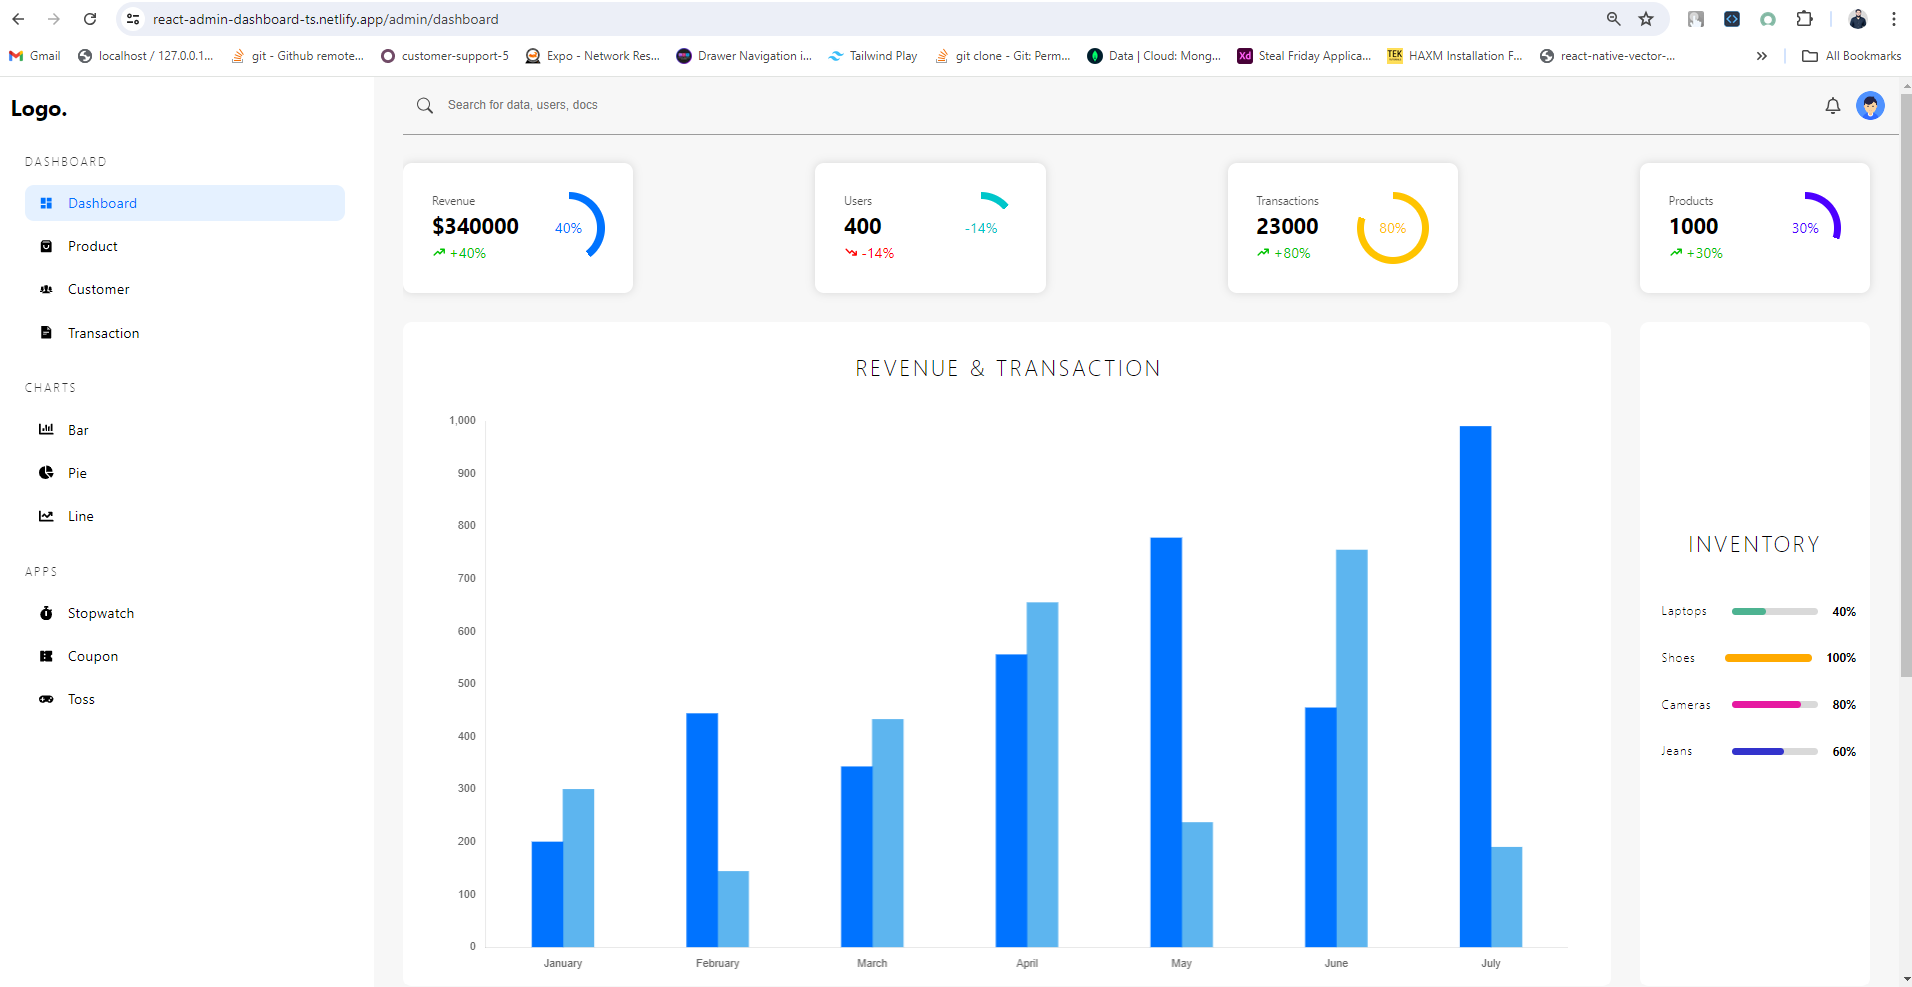 react-admin-dashboard-ts.netlify.app/admin/dashboard
Gmail
localhost / 127.0.0.1...
git - Github remote...
customer-support-5
Expo - Network Res...
Drawer Navigation i...
Tailwind Play
git clone - Git: Perm...
Data | Cloud: Mong...
Xd
Steal Friday Applica...
TEK
HAXM Installation F...
react-native-vector-...
All Bookmarks
Logo.
DASHBOARD
Dashboard
Product
Customer
Transaction
CHARTS
Bar
Pie
Line
APPS
Stopwatch
Coupon
Toss
Search for data, users, docs
Revenue
$340000
+40%
40%
Users
400
-14%
-14%
Transactions
23000
+80%
80%
Products
1000
+30%
30%
REVENUE & TRANSACTION
1,000
900
800
700
600
500
400
300
200
100
0
January
February
March
April
May
June
July
INVENTORY
Laptops 40%
Shoes 100%
Cameras 80%
Jeans 60%